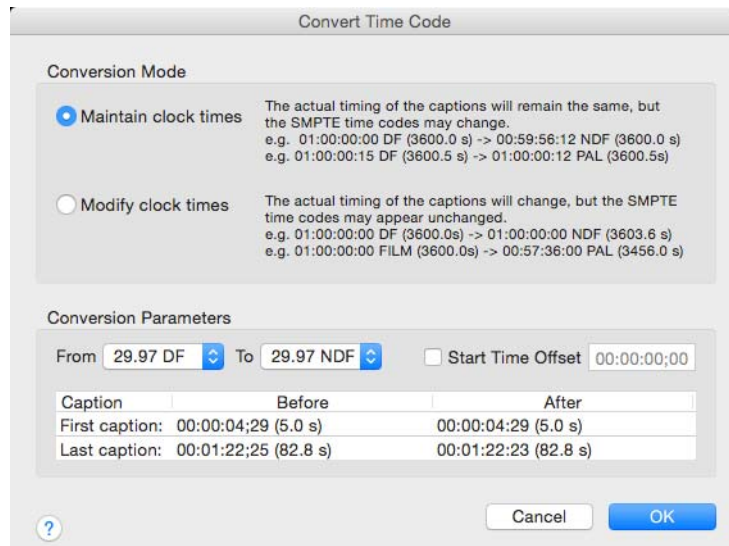 Convert Time Code
Conversion Mode
Maintain clock times
The actual timing of the captions will remain the same, but
the SMPTE time codes may change.
e.g. 01:00:00:00 DF (3600.0 s) -> 00:59:56:12 NDF (3600.0 s)
e.g. 01:00:00:15 DF (3600.5 s) -> 01:00:00:12 PAL (3600.5s)
Modify clock times
The actual timing of the captions will change, but the SMPTE
time codes may appear unchanged.
e.g. 01:00:00:00 DF (3600.0s) -> 01:00:00:00 NDF (3603.6 s)
e.g. 01:00:00:00 FILM (3600.0s) -> 00:57:36:00 PAL (3456.0 s)
Conversion Parameters
From 29.97 DF To 29.97 NDF Start Time Offset 00:00:00;00
Caption Before After
First caption: 00:00:04;29 (5.0 s) 00:00:04:29 (5.0 s)
Last caption: 00:01:22;25 (82.8 s) 00:01:22:23 (82.8 s)
? Cancel OK